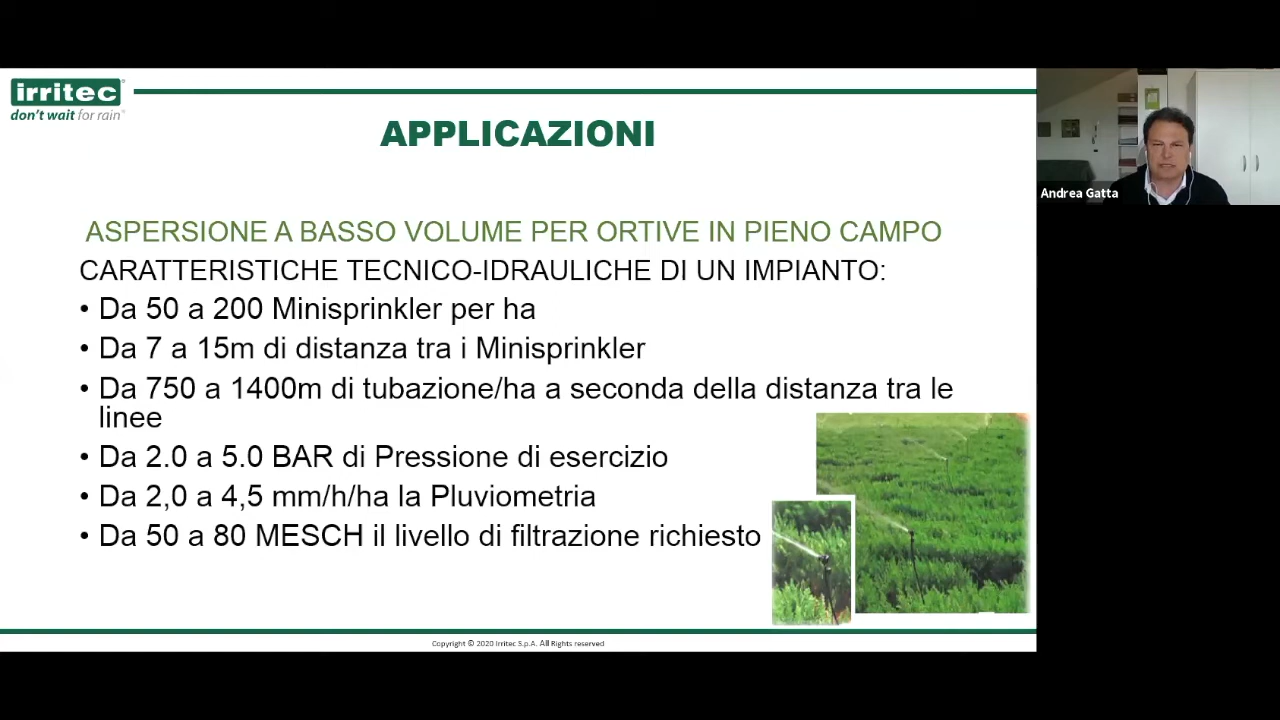 irritec
don't wait for rain
APPLICAZIONI
Andrea Gatta
ASPERSIONE A BASSO VOLUME PER ORTIVE IN PIENO CAMPO
CARATTERISTICHE TECNICO-IDRAULICHE DI UN IMPIANTO:
• Da 50 a 200 Minisprinkler per ha
• Da 7 a 15m di distanza tra i Minisprinkler
• Da 750 a 1400m di tubazione/ha a seconda della distanza tra le
linee
• Da 2.0 a 5.0 BAR di Pressione di esercizio
• Da 2,0 a 4,5 mm/h/ha la Pluviometria
• Da 50 a 80 MESCH il livello di filtrazione richiesto
Copyright © 2020 Irritec S.p.A. All Rights reserved